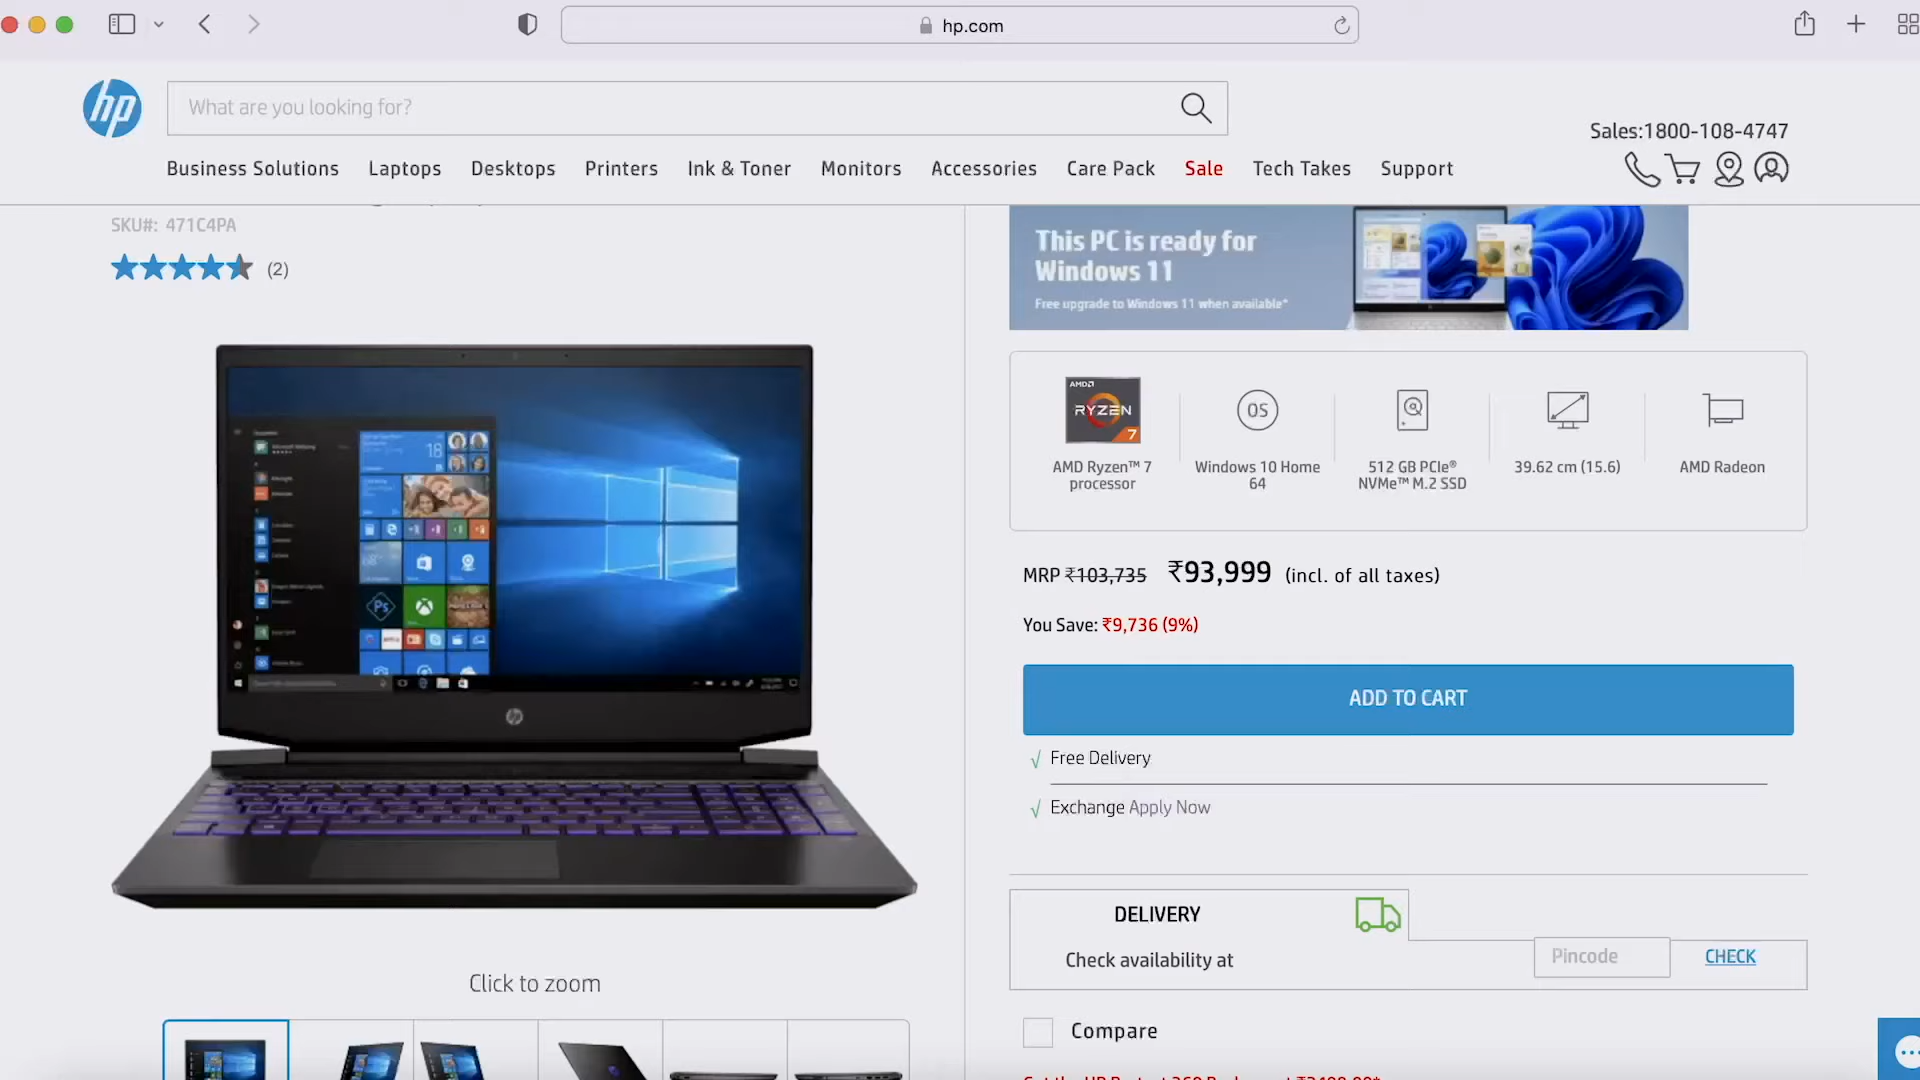 hp.com
hp
What are you looking for?
Sales:1800-108-4747
Business Solutions Laptops Desktops Printers Ink & Toner Monitors Accessories Care Pack Sale Tech Takes Support
SKU#: 471C4PA
(2)
This PC is ready for
Windows 11
Free upgrade to Windows 11 when available*
AMD
RYZEN
7
OS
AMD Ryzen™ 7
processor
Windows 10 Home
64
512 GB PCIe®
NVMe™ M.2 SSD
39.62 cm (15.6)
AMD Radeon
MRP ₹103,735 ₹93,999 (incl. of all taxes)
You Save: ₹9,736 (9%)
ADD TO CART
√ Free Delivery
√ Exchange Apply Now
DELIVERY
Check availability at
Pincode
CHECK
18
Ps
hp
Click to zoom
Compare